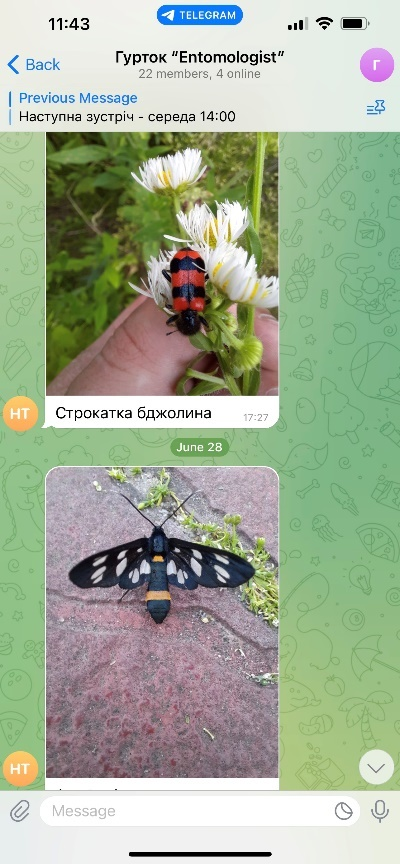 11:43
TELEGRAM
Back
Гурток “Entomologist”
22 members, 4 online
Г
Previous Message
Наступна зустріч - середа 14:00
НТ
Строкатка бджолина
17:27
June 28
НТ
Message